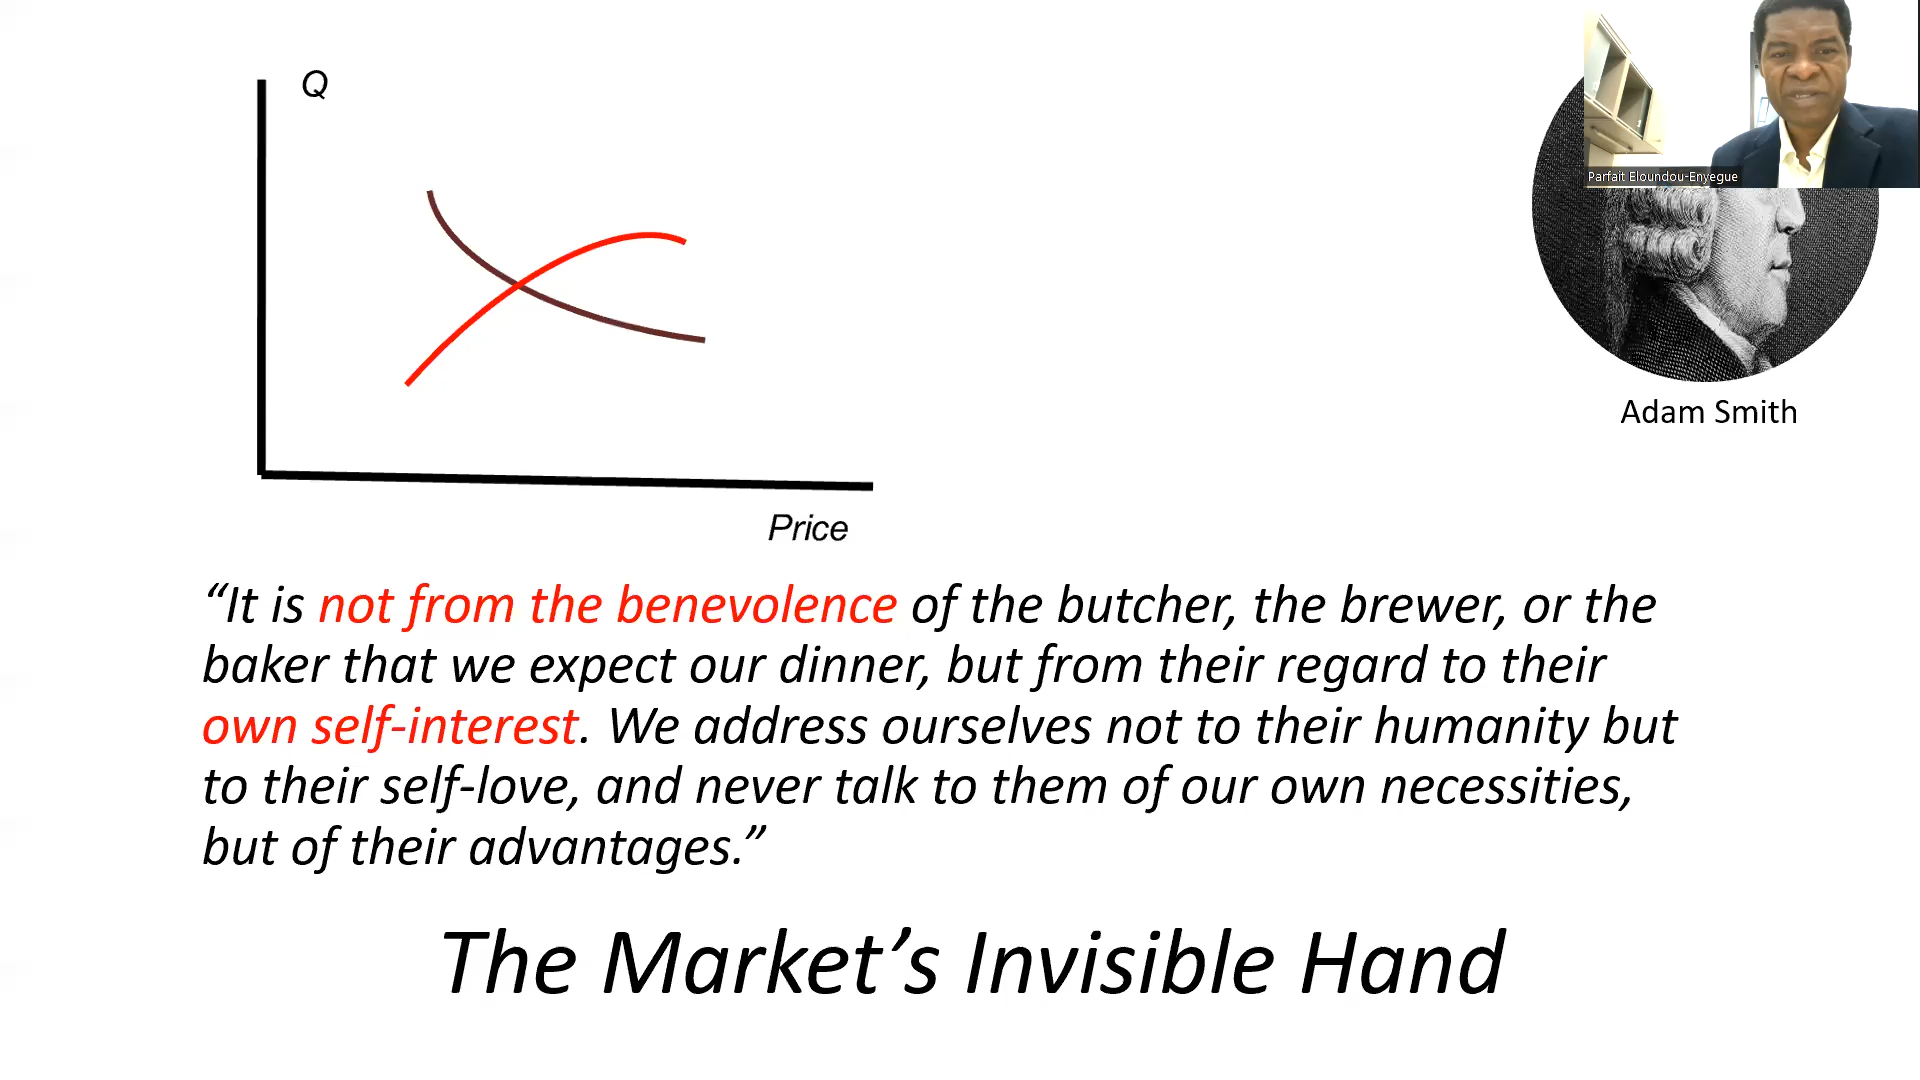 Q
Parfait Eloundou-Enyegue
Adam Smith
Price
“It is not from the benevolence of the butcher, the brewer, or the
baker that we expect our dinner, but from their regard to their
own self-interest. We address ourselves not to their humanity but
to their self-love, and never talk to them of our own necessities,
but of their advantages.”
The Market’s Invisible Hand